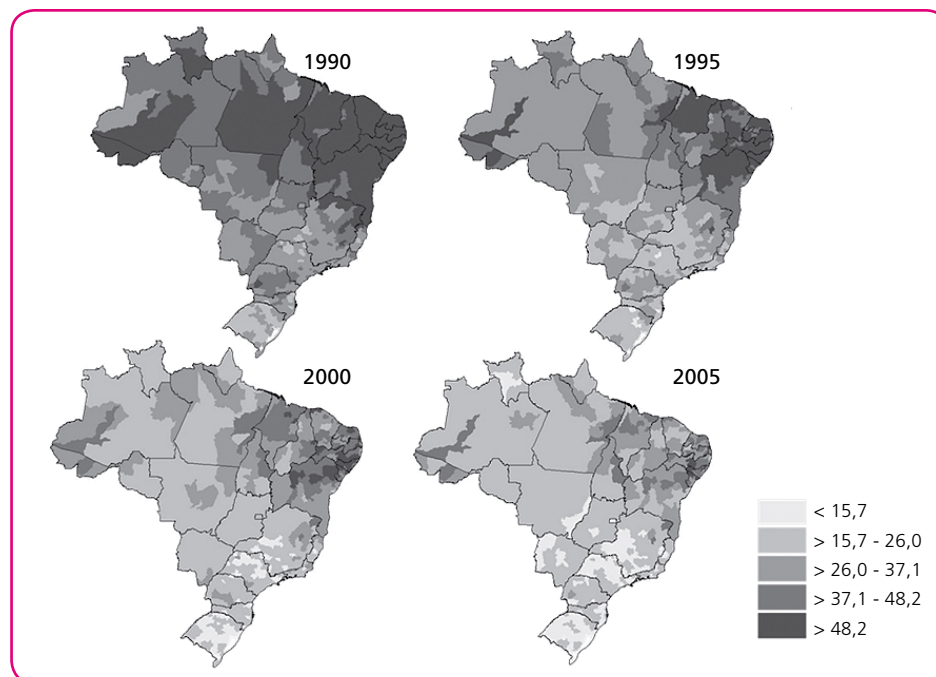 1990
1995
2000
2005
< 15,7
> 15,7 - 26,0
> 26,0 - 37,1
> 37,1 - 48,2
> 48,2